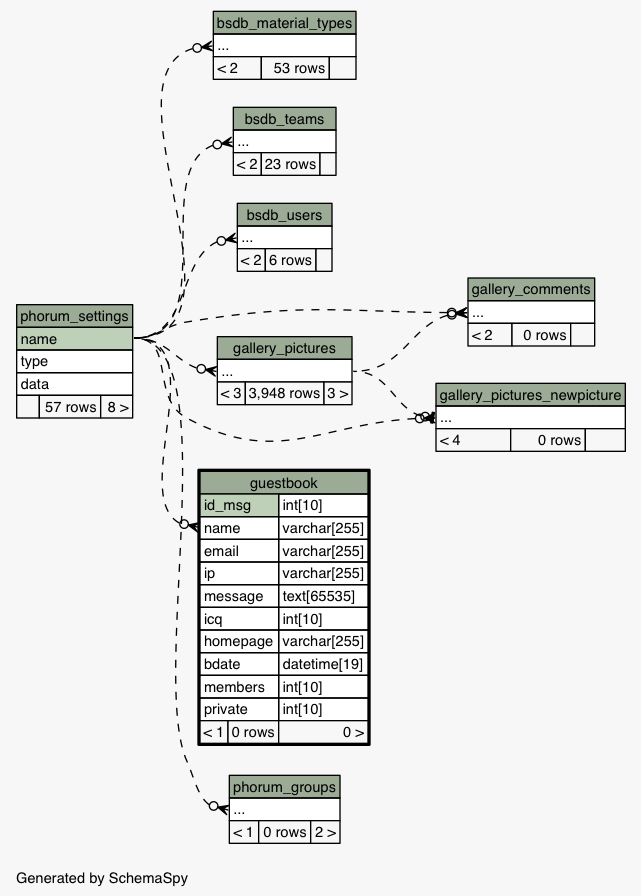 bsdb_material_types
...
< 2 53 rows
bsdb_teams
...
< 2 23 rows
bsdb_users
...
< 2 6 rows
gallery_comments
...
< 2 0 rows
phorum_settings
name
type
data
57 rows 8 >
gallery_pictures
...
< 3 3,948 rows 3 >
gallery_pictures_newpicture
...
< 4 0 rows
guestbook
id_msg int[10]
name varchar[255]
email varchar[255]
ip varchar[255]
message text[65535]
icq int[10]
homepage varchar[255]
bdate datetime[19]
members int[10]
private int[10]
< 1 0 rows 0 >
phorum_groups
...
< 1 0 rows 2 >
Generated by SchemaSpy